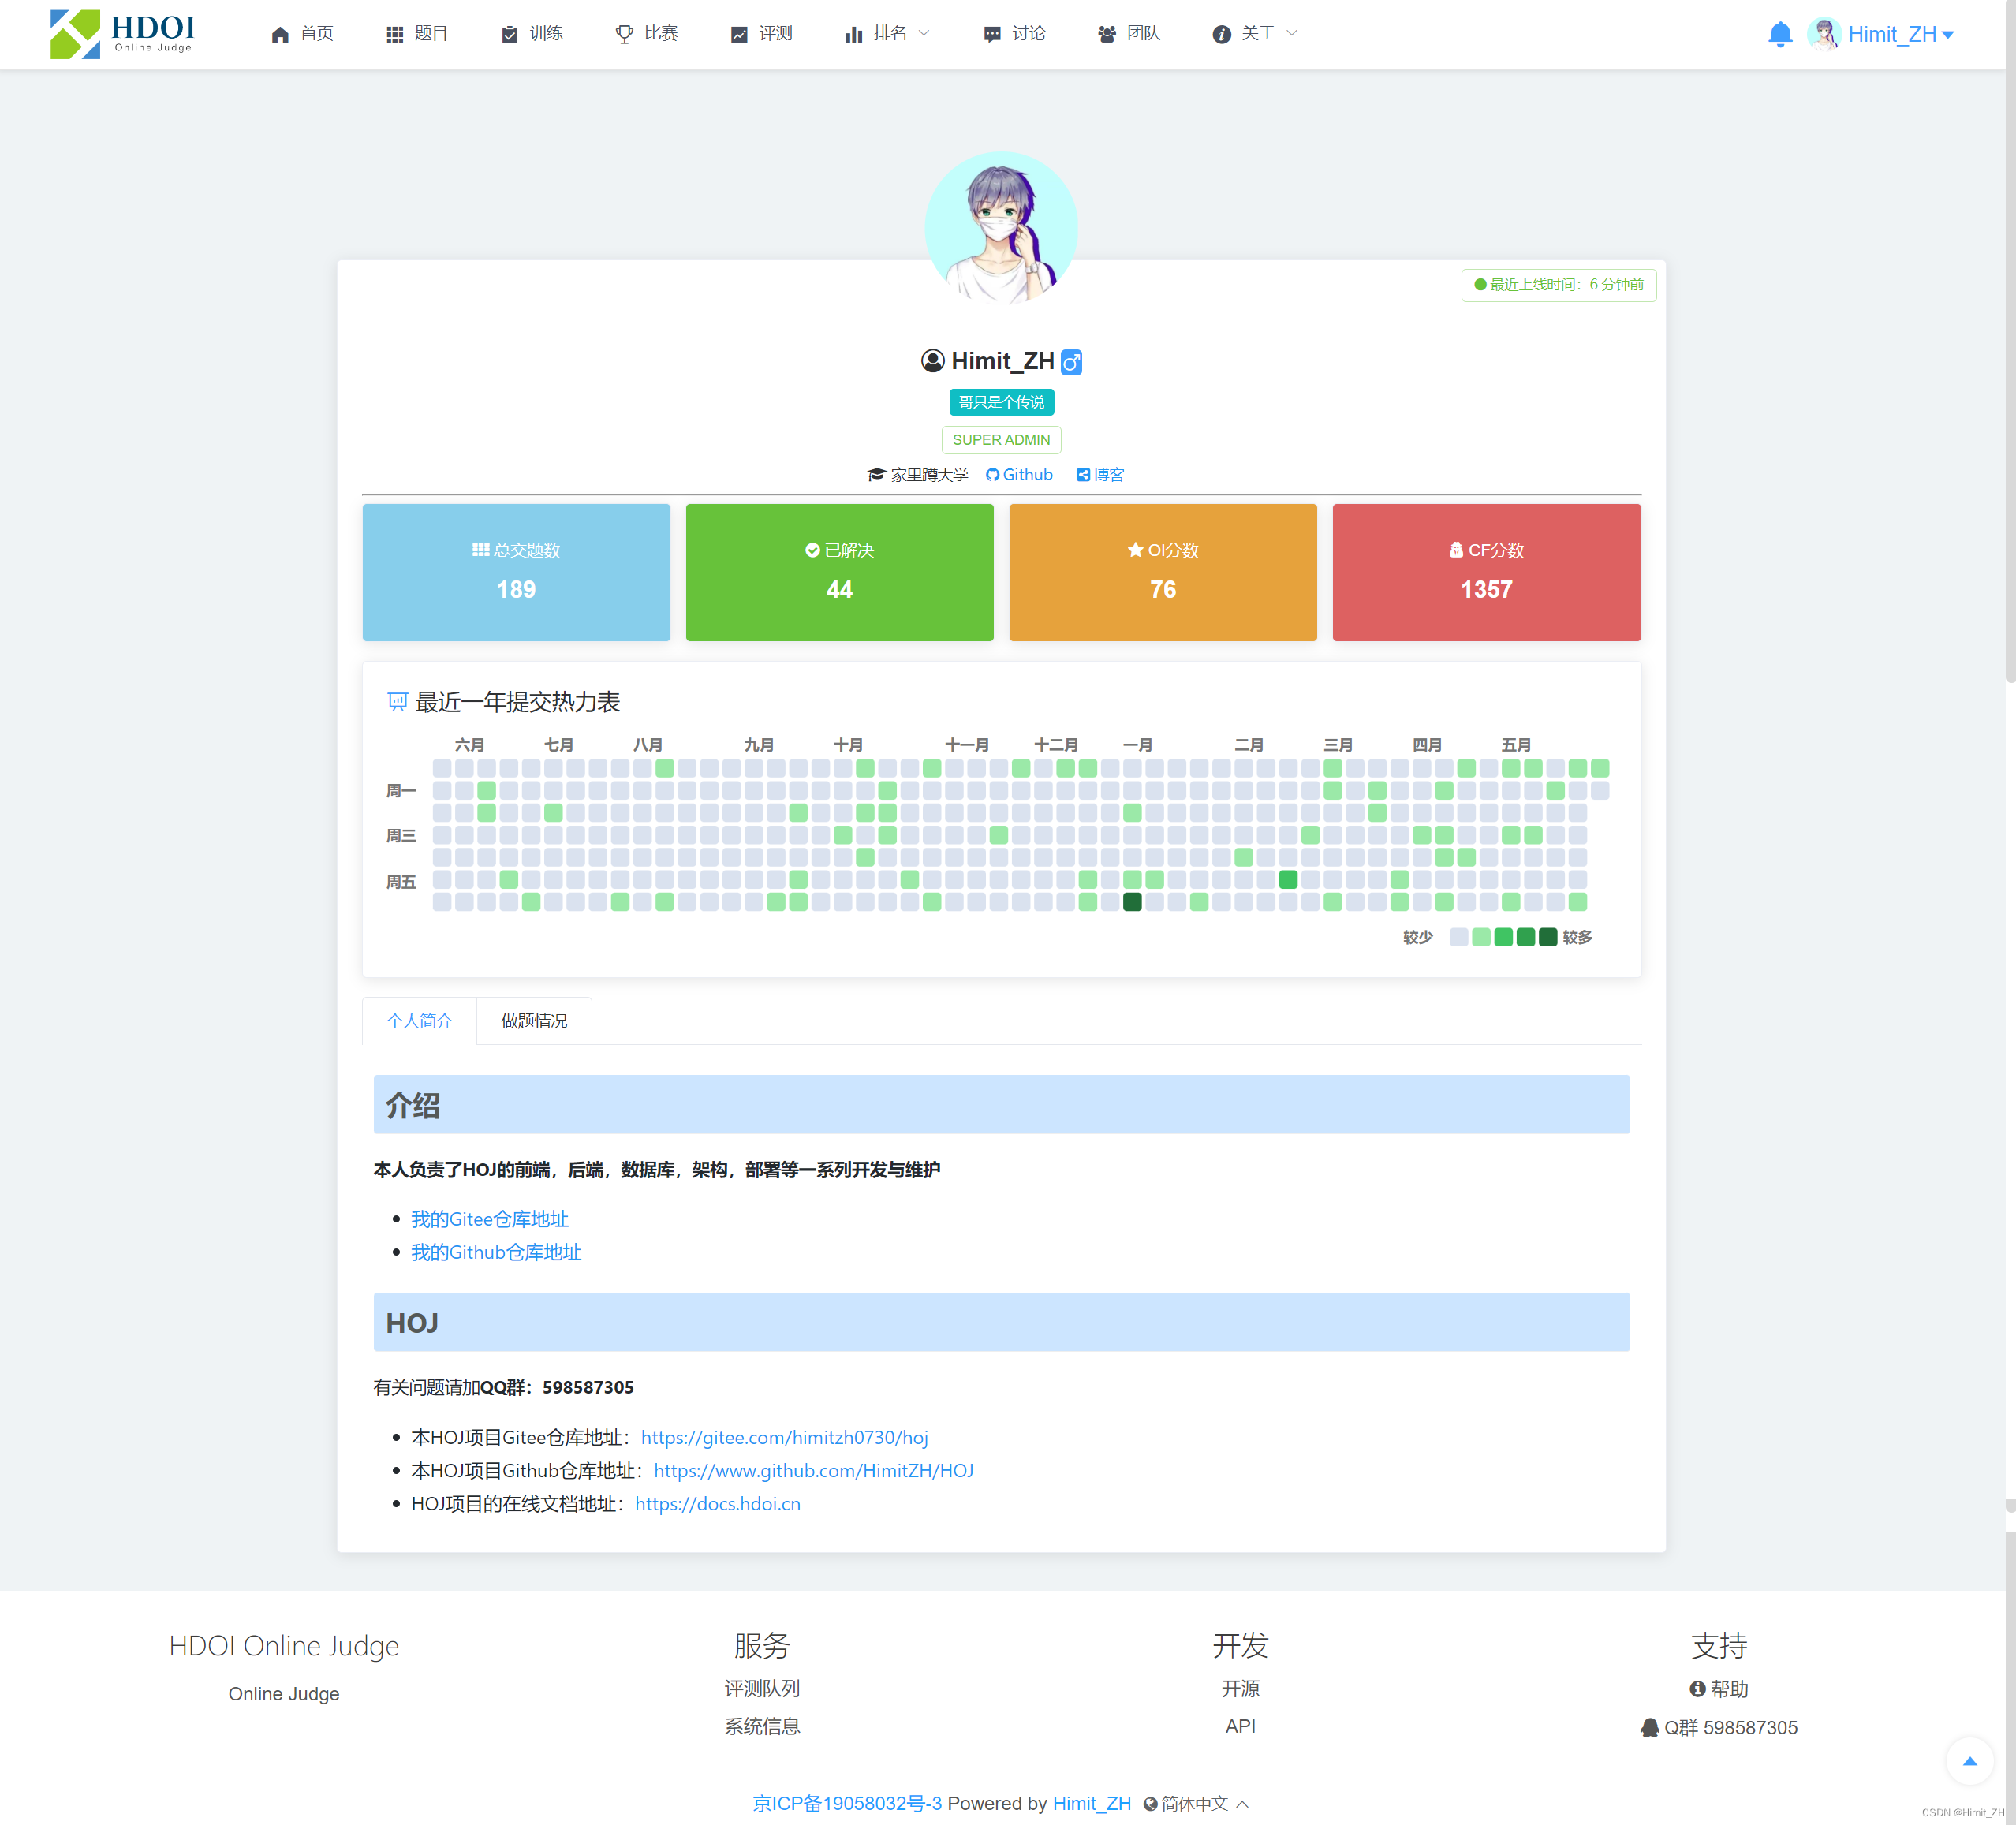 HDOI
Online Judge
首页 题目 训练 比赛 评测 排名 讨论 团队 关于
Himit_ZH
最近上线时间：6 分钟前
Himit_ZH
哥只是个传说
SUPER ADMIN
家里蹲大学 Github 博客
总交题数 已解决 OI分数 CF分数
189 44 76 1357
最近一年提交热力表
六月 七月 八月 九月 十月 十一月 十二月 一月 二月 三月 四月 五月
周一
周三
周五
较少 较多
个人简介 做题情况
介绍
本人负责了HOJ的前端，后端，数据库，架构，部署等一系列开发与维护
我的Gitee仓库地址
我的Github仓库地址
HOJ
有关问题请加QQ群：598587305
本HOJ项目Gitee仓库地址：https://gitee.com/himitzh0730/hoj
本HOJ项目Github仓库地址：https://www.github.com/HimitZH/HOJ
HOJ项目的在线文档地址：https://docs.hdoi.cn
HDOI Online Judge 服务 开发 支持
Online Judge 评测队列 开源 帮助
系统信息 API Q群 598587305
京ICP备19058032号-3 Powered by Himit_ZH 简体中文
CSDN @Himit_ZH